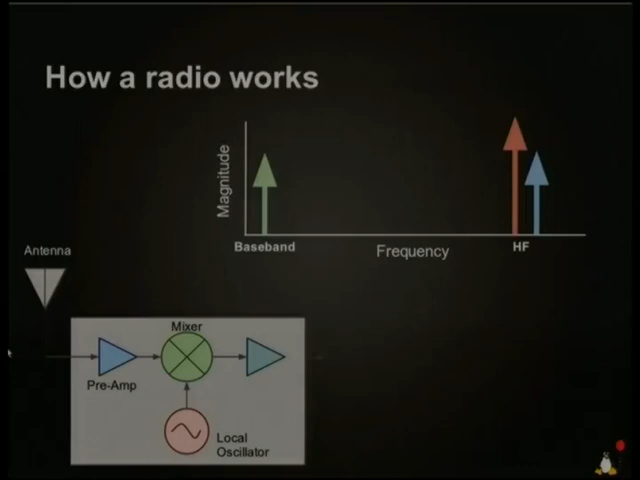 How a radio works
Magnitude
Baseband
Frequency
HF
Antenna
Mixer
Pre-Amp
Local
Oscillator